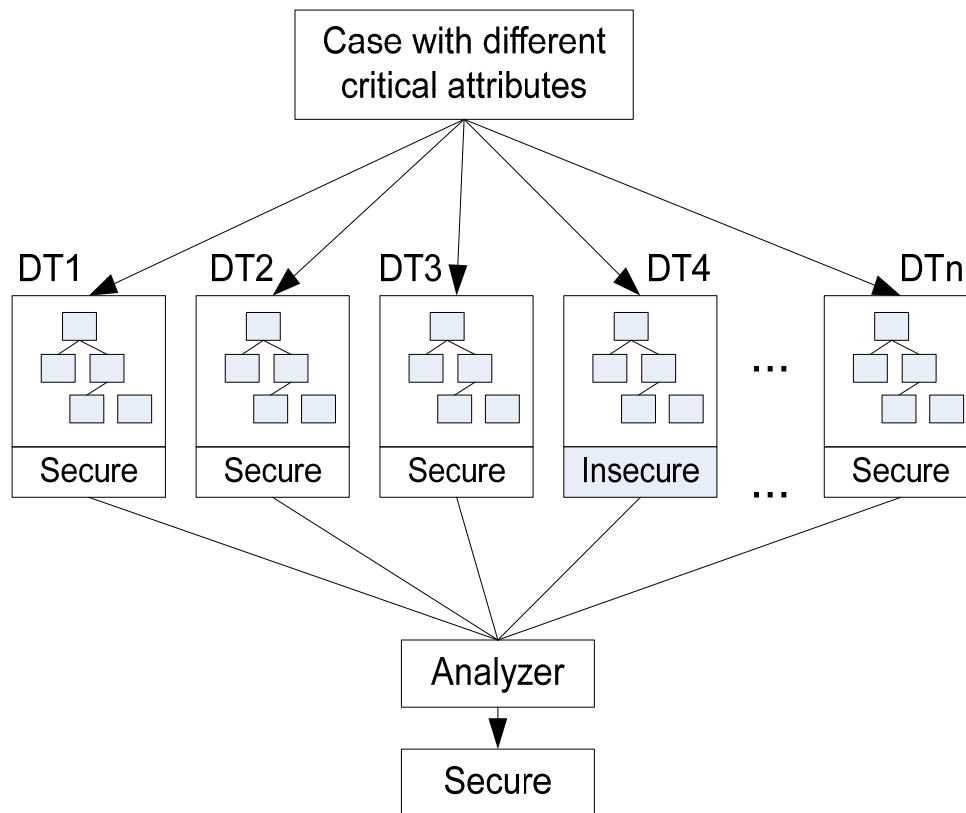 Case with different
critical attributes
DT1 DT2 DT3 DT4 DTn
...
Secure Secure Secure Insecure ... Secure
Analyzer
Secure